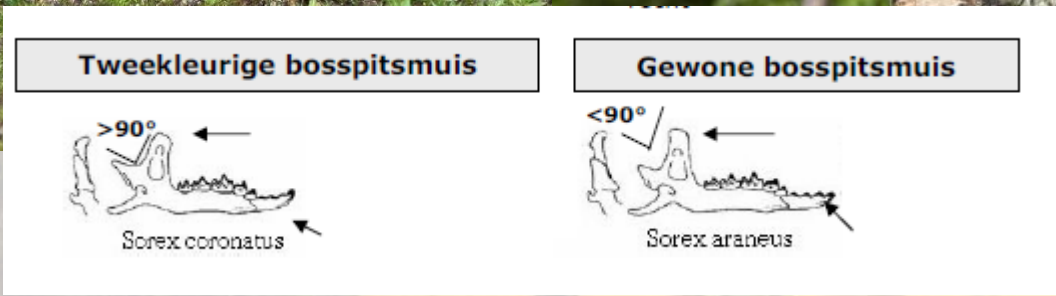 Tweekleurige bosspitsmuis
Gewone bosspitsmuis
>90°
<90°
Sorex coronatus
Sorex araneus